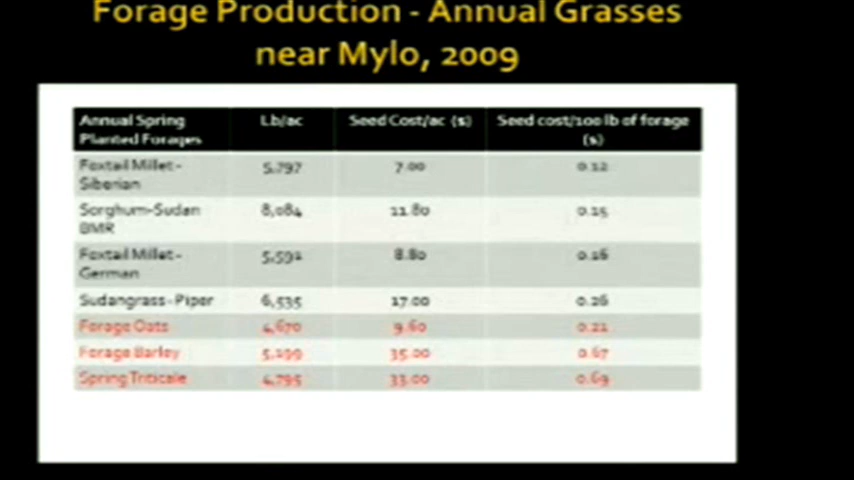 Forage Production - Annual Grasses
near Mylo, 2009
Annual Spring Planted Forages Lb/ac Seed Cost/ac ($) Seed cost/100 lb of forage ($)
Foxtail Millet - Siberian 5,797 7.00 0.12
Sorghum-Sudan BMR 8,084 11.80 0.15
Foxtail Millet - German 5,591 8.80 0.16
Sudangrass - Piper 6,535 17.00 0.26
Forage Oats 4,670 9.60 0.21
Forage Barley 5,199 35.00 0.67
Spring Triticale 4,795 33.00 0.69